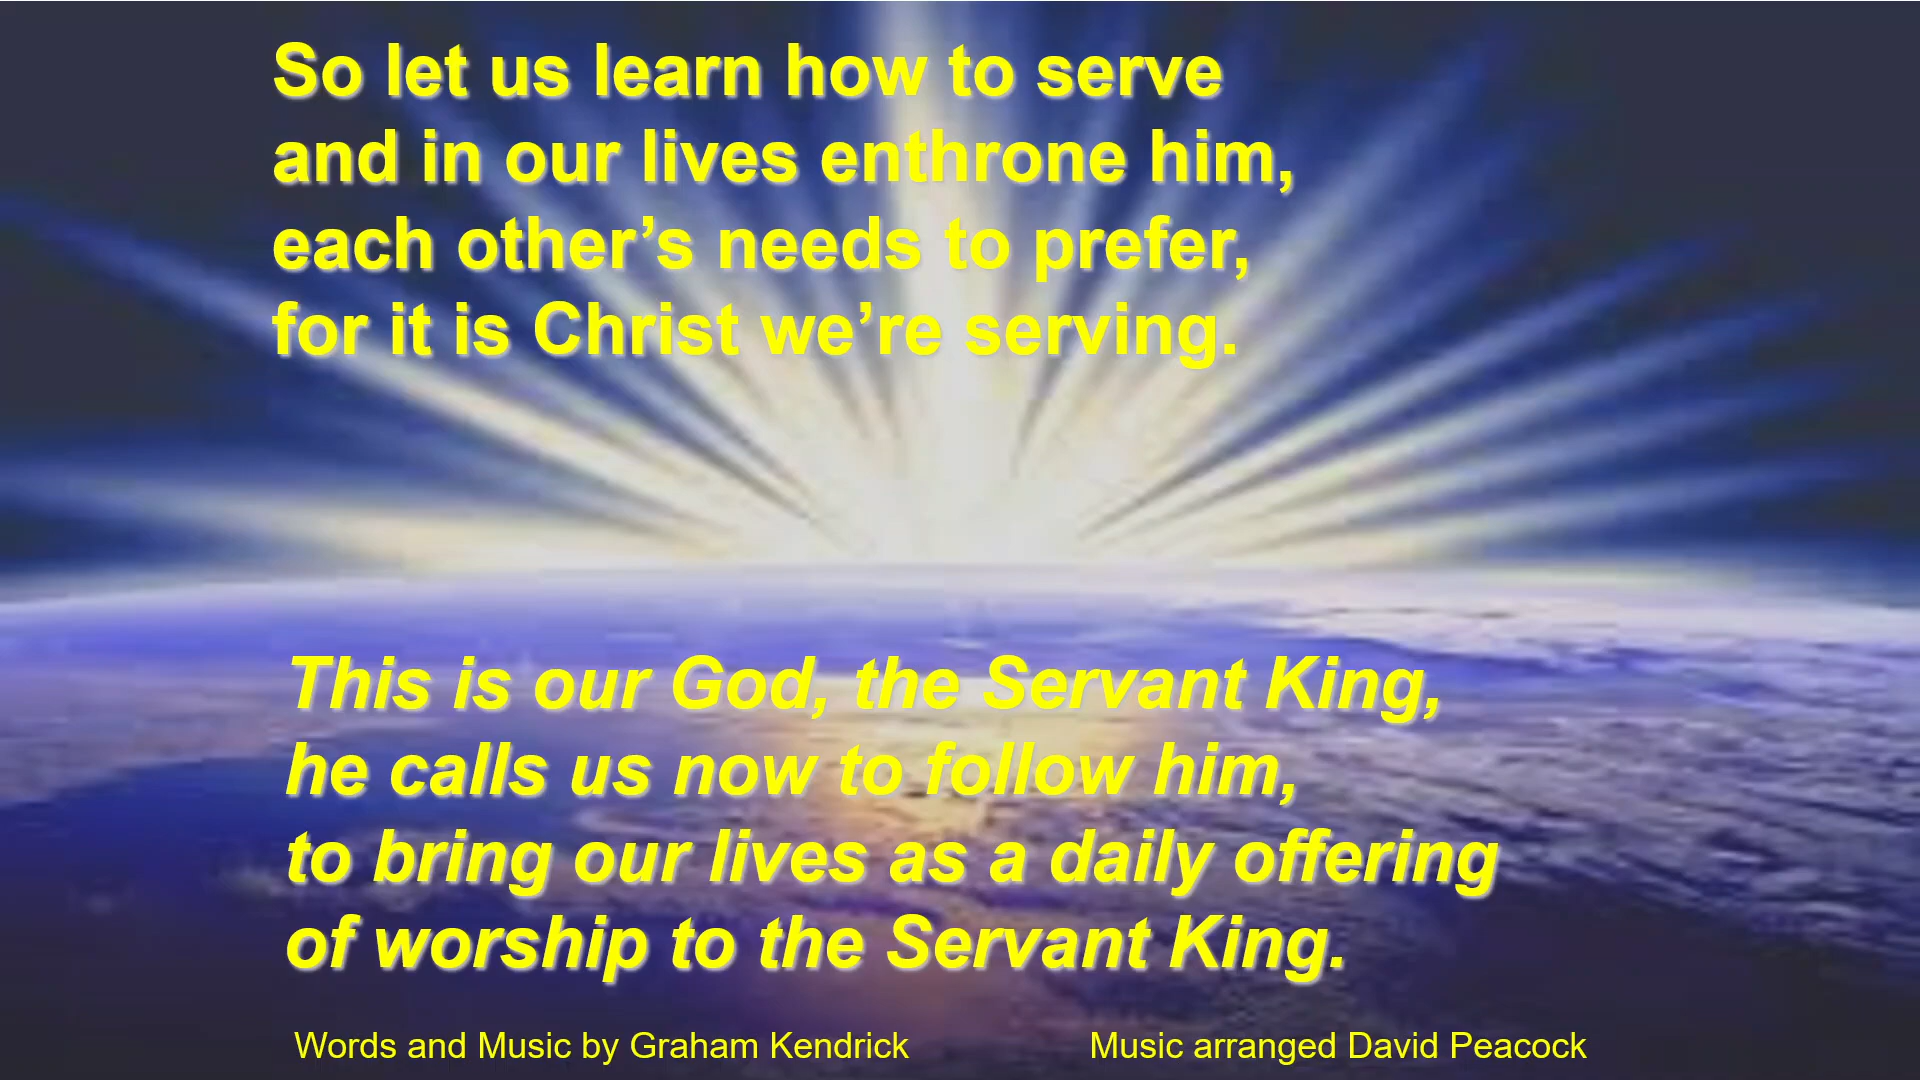 So let us learn how to serve
and in our lives enthrone him,
each other’s needs to prefer,
for it is Christ we’re serving.
This is our God, the Servant King,
he calls us now to follow him,
to bring our lives as a daily offering
of worship to the Servant King.
Words and Music by Graham Kendrick Music arranged David Peacock